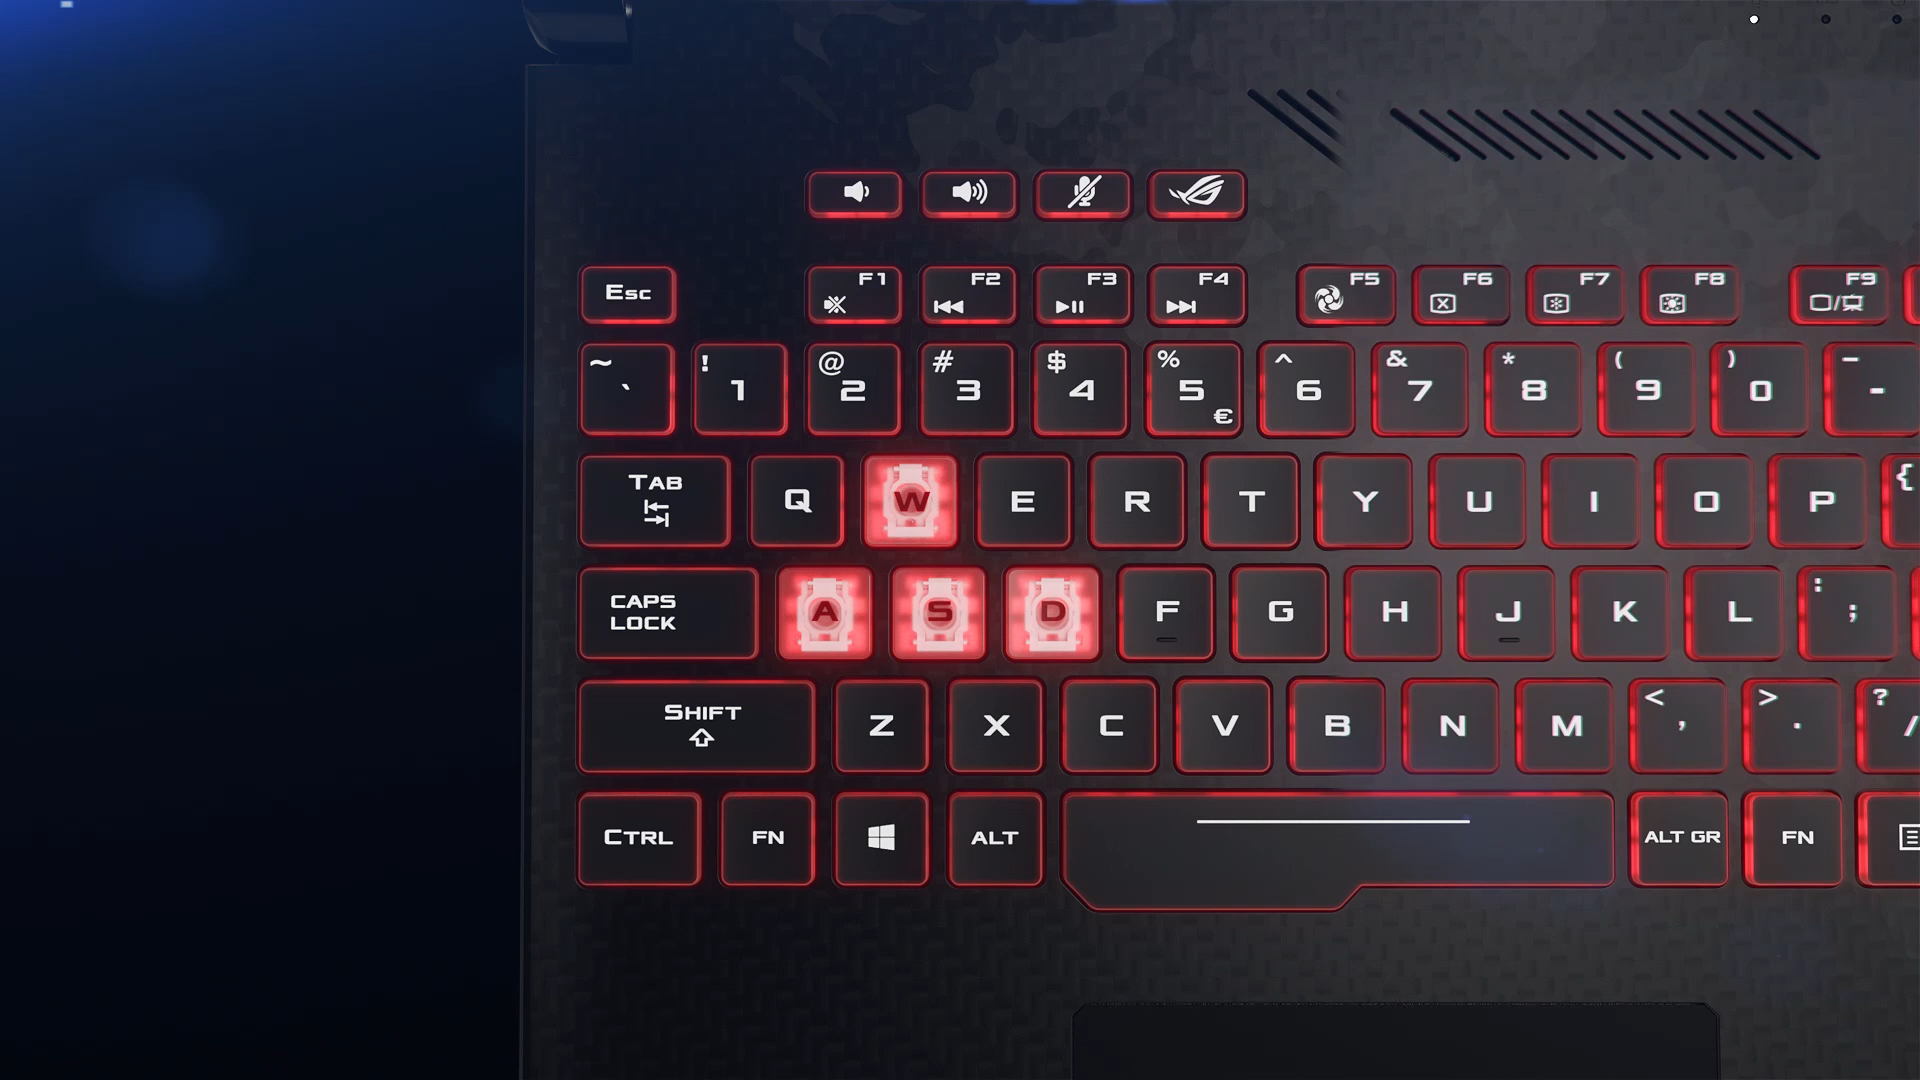 Esc F1 F2 F3 F4 F5 F6 F7 F8 F9
~ ` ! 1 @ 2 # 3 $ 4 % 5 € ^ 6 & 7 * 8 ( 9 ) 0 - -
TAB Q W E R T Y U I O P {
CAPS LOCK A S D F G H J K L : ;
SHIFT Z X C V B N M < , > . ? /
CTRL FN ALT ALT GR FN